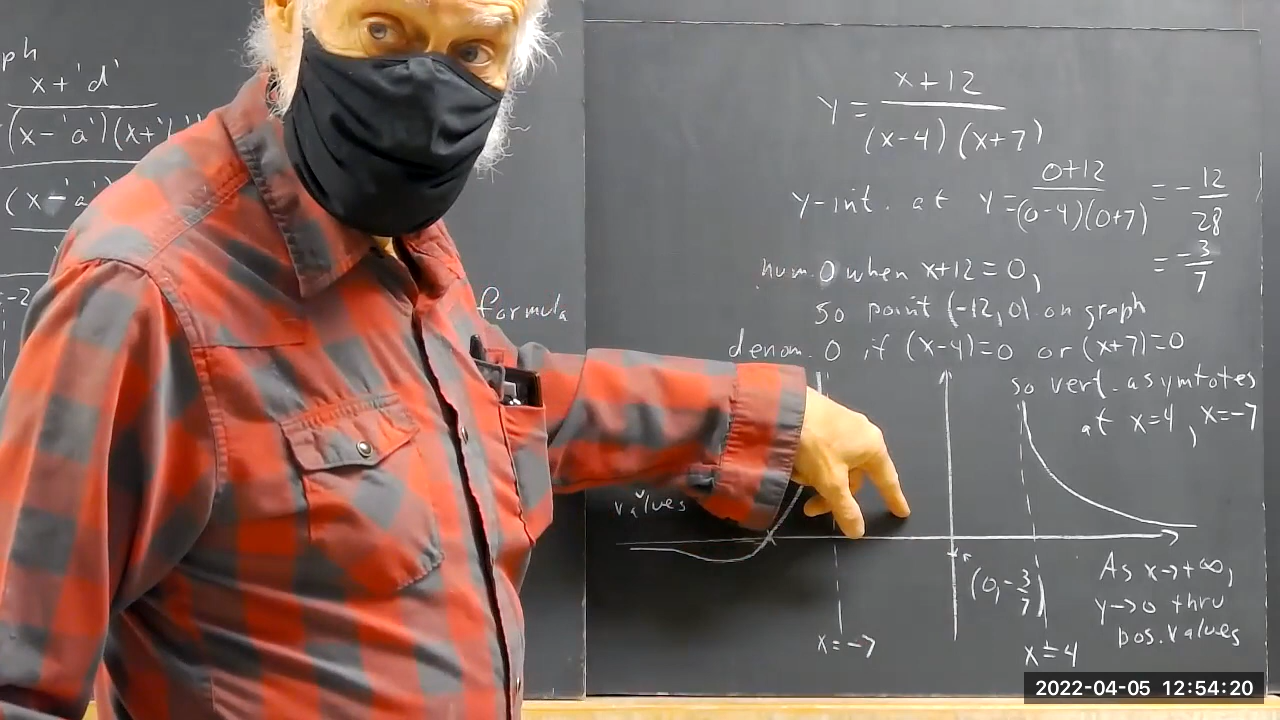 ph
x + 'd'
(x - 'a')(x +
(x - 'a'
= -2
formula
y = x+12 / (x-4)(x+7)
y-int. at y = 0+12 / (0-4)(0+7) = - 12/28
= -3/7
num. 0 when x+12 = 0,
so point (-12, 0) on graph
denom. 0 if (x-4)=0 or (x+7)=0
so vert. asymtotes
at x=4, x=-7
values
(0, -3/7)
As x→+∞,
y→0 thru
pos. values
x = -7
x = 4
2022-04-05 12:54:20